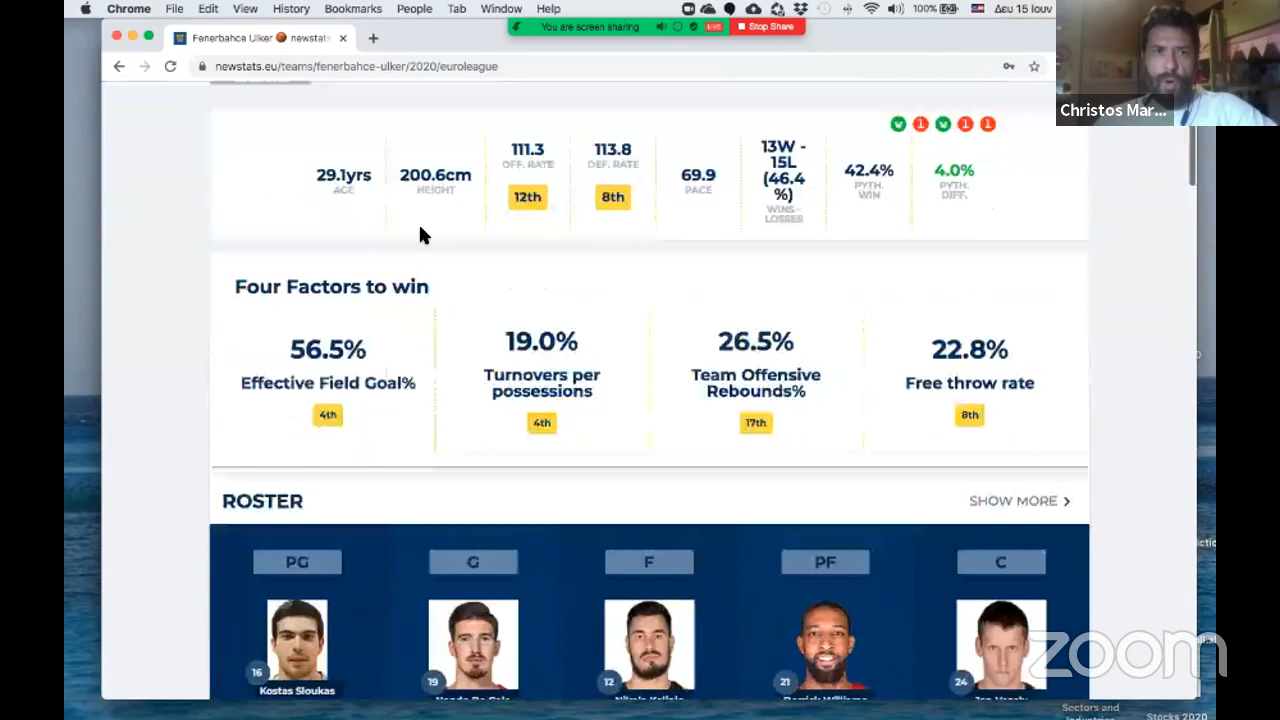 Chrome File Edit View History Bookmarks People Tab Window Help
100% Δευ 15 Ιουν
You are screen sharing LIVE Stop Share
Fenerbahce Ulker newstats
newstats.eu/teams/fenerbahce-ulker/2020/euroleague
Christos Mar...
W L W L L
29.1yrs
AGE
200.6cm
HEIGHT
111.3
OFF. RATE
12th
113.8
DEF. RATE
8th
69.9
PACE
13W -
15L
(46.4
%)
WINS -
LOSSES
42.4%
PYTH.
WIN
4.0%
PYTH.
DIFF.
Four Factors to win
56.5%
Effective Field Goal%
4th
19.0%
Turnovers per
possessions
4th
26.5%
Team Offensive
Rebounds%
17th
22.8%
Free throw rate
8th
ROSTER
SHOW MORE
PG
G
F
PF
C
16
Kostas Sloukas
19
12
21
24
zoom
Sectors and
Stocks 2020